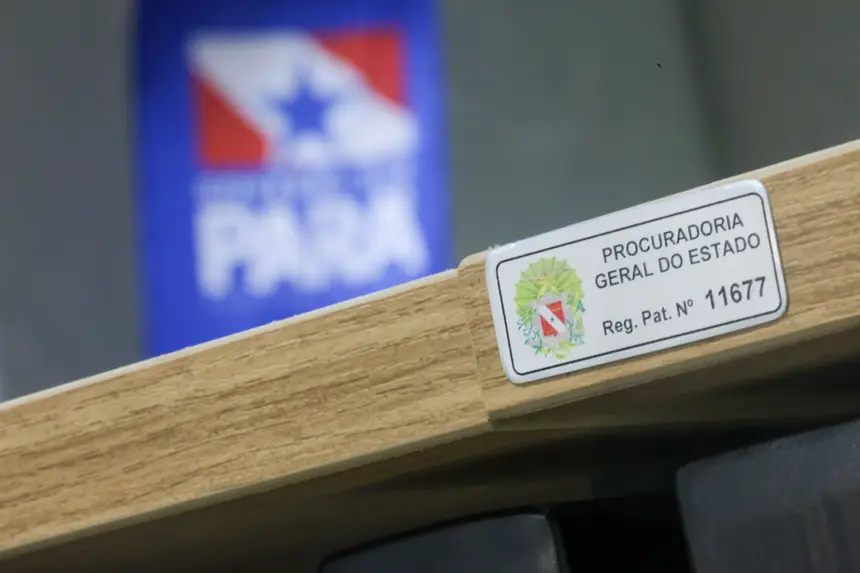 PARÁ
PROCURADORIA
GERAL DO ESTADO
Reg. Pat. Nº 11677